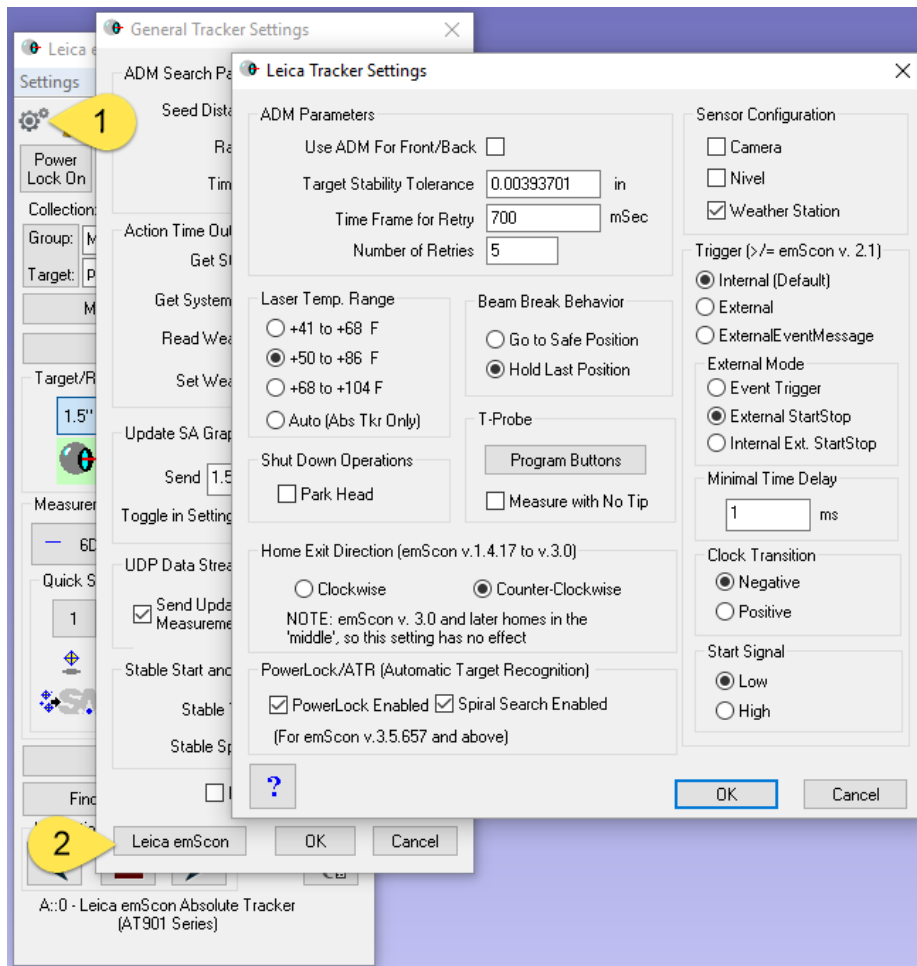 Leica e
Settings
1
Power
Lock On
Collection:
Group: M
Target: P
M
Target/R
1.5"
Measurer
6D
Quick S
1
SA
Find
2
A::0 - Leica emScon Absolute Tracker
(AT901 Series)
General Tracker Settings
ADM Search Pa
Seed Dista
Ra
Tim
Action Time Out
Get St
Get System
Read Wea
Set Wea
Update SA Grap
Send 1.5
Toggle in Setting
UDP Data Strea
Send Upda
Measureme
Stable Start and
Stable T
Stable Sp
Leica emScon
OK
Cancel
Leica Tracker Settings
ADM Parameters
Use ADM For Front/Back
Target Stability Tolerance 0.00393701 in
Time Frame for Retry 700 mSec
Number of Retries 5
Laser Temp. Range
+41 to +68 F
+50 to +86 F
+68 to +104 F
Auto (Abs Tkr Only)
Beam Break Behavior
Go to Safe Position
Hold Last Position
Shut Down Operations
Park Head
T-Probe
Program Buttons
Measure with No Tip
Home Exit Direction (emScon v.1.4.17 to v.3.0)
Clockwise
Counter-Clockwise
NOTE: emScon v. 3.0 and later homes in the
'middle', so this setting has no effect
PowerLock/ATR (Automatic Target Recognition)
PowerLock Enabled
Spiral Search Enabled
(For emScon v.3.5.657 and above)
Sensor Configuration
Camera
Nivel
Weather Station
Trigger (>/= emScon v. 2.1)
Internal (Default)
External
ExternalEventMessage
External Mode
Event Trigger
External StartStop
Internal Ext. StartStop
Minimal Time Delay
1 ms
Clock Transition
Negative
Positive
Start Signal
Low
High
?
OK
Cancel